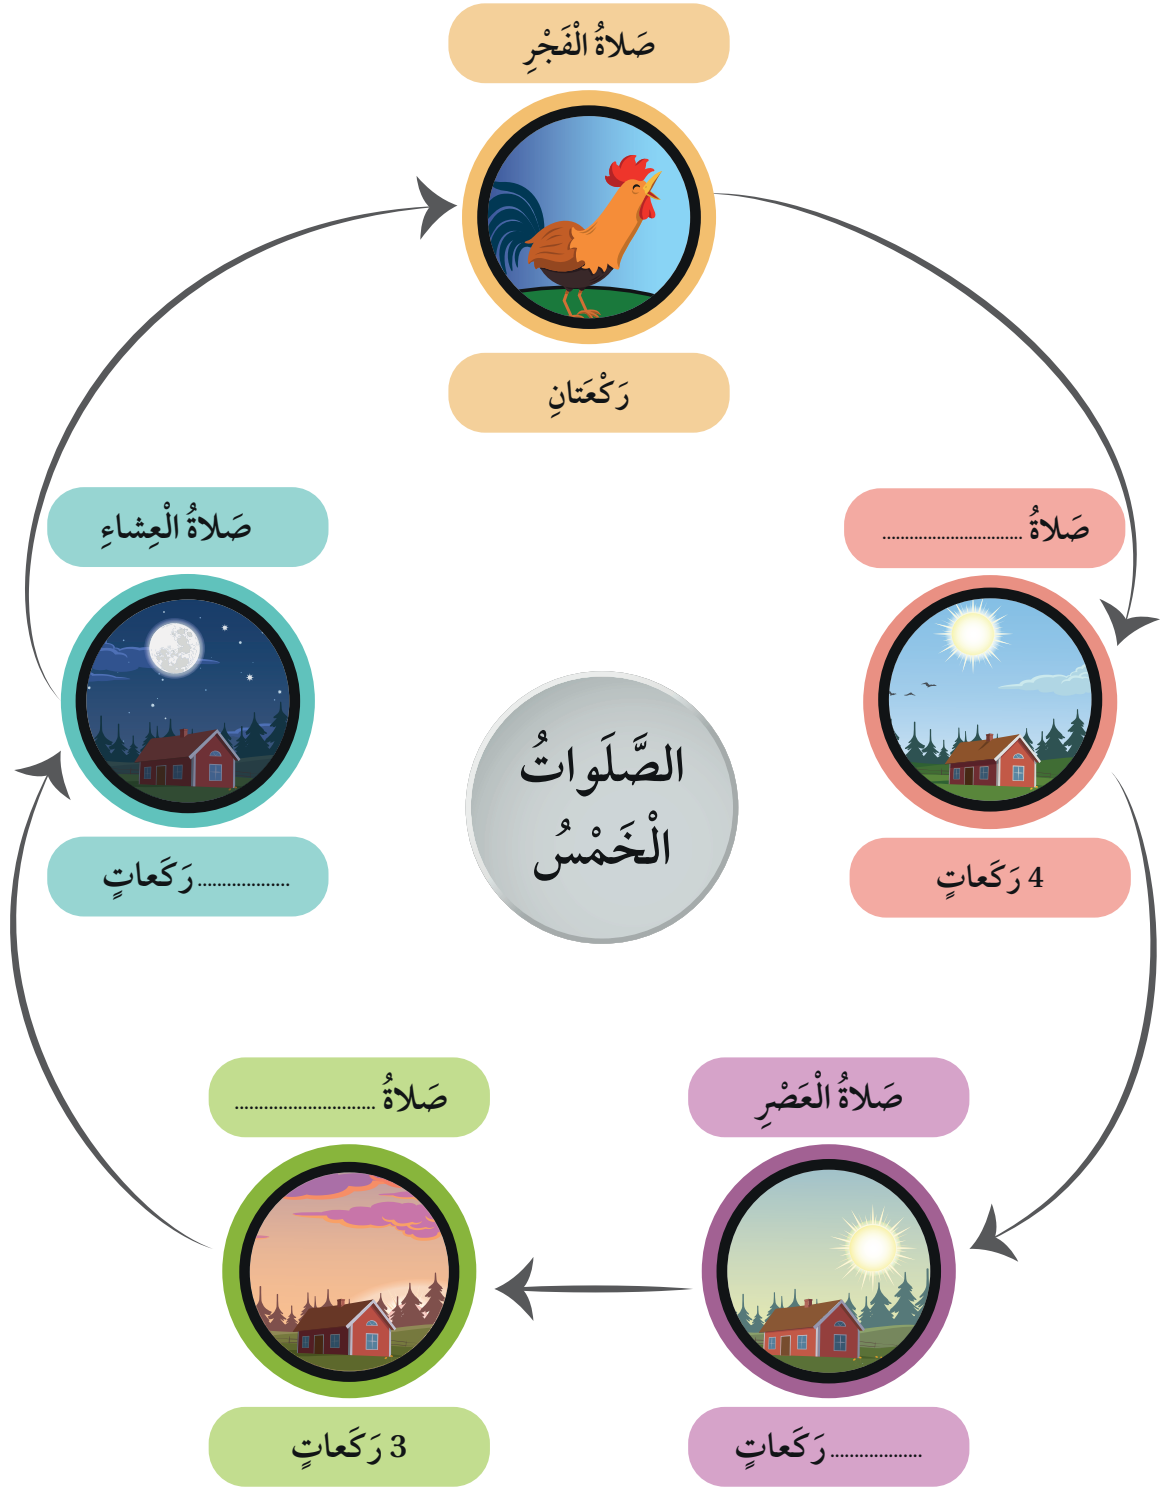 صَلاةُ الْفَجْرِ
رَكْعَتانِ
صَلاةُ ..............................
4 رَكَعاتٍ
صَلاةُ الْعَصْرِ
................... رَكَعاتٍ
صَلاةُ ..............................
3 رَكَعاتٍ
صَلاةُ الْعِشاءِ
................... رَكَعاتٍ
الصَّلَواتُ
الْخَمْسُ